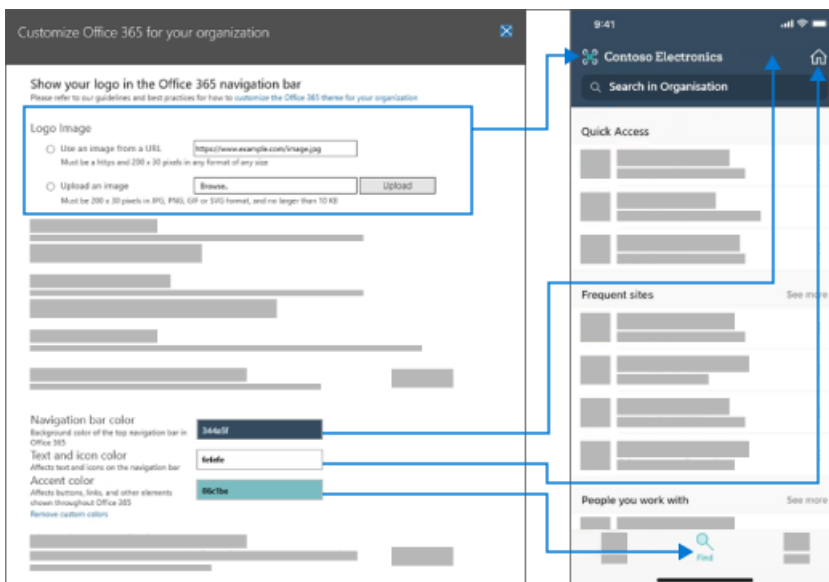 Customize Office 365 for your organization
Show your logo in the Office 365 navigation bar
Please refer to our guidelines and best practices for how to customize the Office 365 theme for your organization
Logo Image
Use an image from a URL
https://www.example.com/image.jpg
Must be a https and 200 x 30 pixels in any format of any size
Upload an image
Browse.
Upload
Must be 200 x 30 pixels in JPG, PNG, GIF or SVG format, and no larger than 10 KB
Navigation bar color
Background color of the top navigation bar in
Office 365
344a5f
Text and icon color
Affects text and icons on the navigation bar
fefefe
Accent color
Affects buttons, links, and other elements
shown throughout Office 365
Remove custom colors
9:41
Contoso Electronics
Search in Organisation
Quick Access
Frequent sites
See more
People you work with
See more
Find